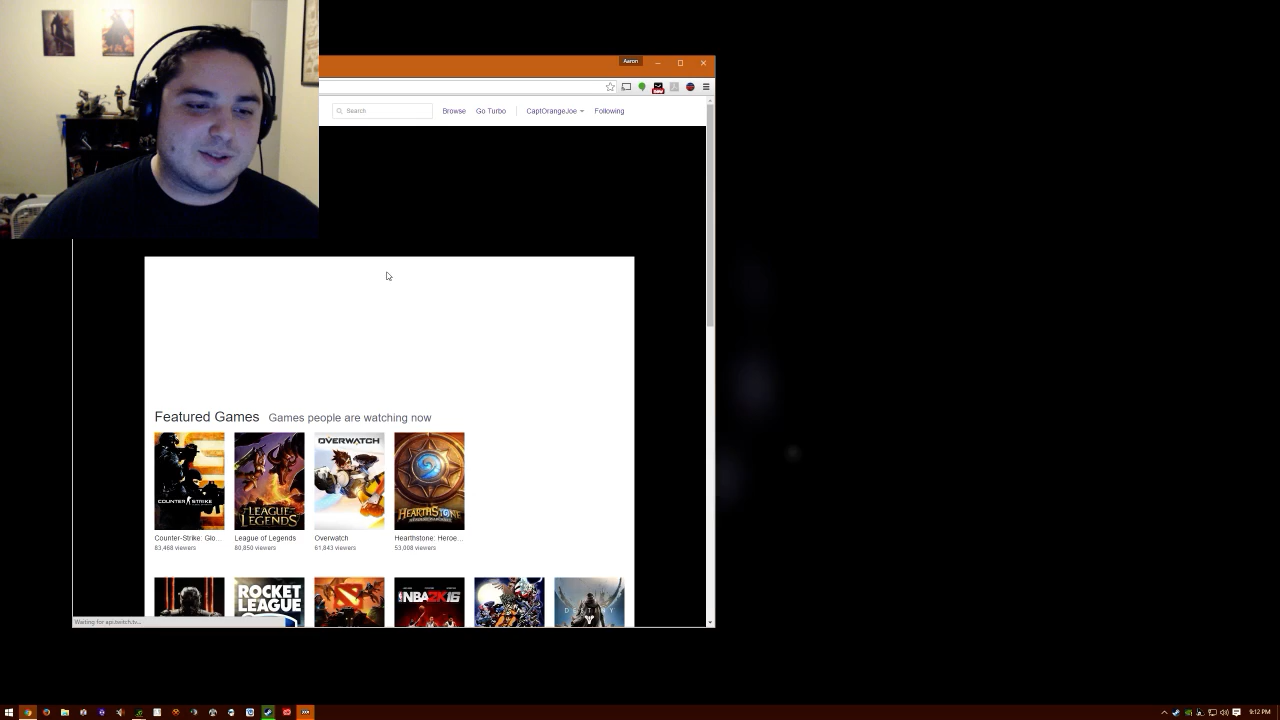 Aaron
Search
Browse
Go Turbo
CaptOrangeJoe
Following
Featured Games Games people are watching now
COUNTER STRIKE
LEAGUE of LEGENDS
OVERWATCH
HEARTHSTONE
Counter-Strike: Glo...
League of Legends
Overwatch
Hearthstone: Heroe...
83,468 viewers
80,850 viewers
61,843 viewers
53,008 viewers
ROCKET
LEAGUE
NBA2K16
DESTINY
Waiting for api.twitch.tv...
9:12 PM